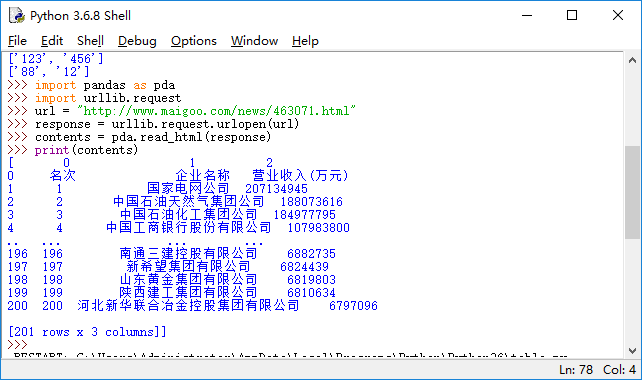 Python 3.6.8 Shell
File Edit Shell Debug Options Window Help
['123', '456']
['88', '12']
>>> import pandas as pda
>>> import urllib.request
>>> url = "http://www.maigoo.com/news/463071.html"
>>> response = urllib.request.urlopen(url)
>>> contents = pda.read_html(response)
>>> print(contents)
[ 0 1 2
0 名次 企业名称 营业收入(万元)
1 1 国家电网公司 207134945
2 2 中国石油天然气集团公司 188073616
3 3 中国石油化工集团公司 184977795
4 4 中国工商银行股份有限公司 107983800
.. ... ... ...
196 196 南通三建控股有限公司 6882735
197 197 新希望集团有限公司 6824439
198 198 山东黄金集团有限公司 6819803
199 199 陕西建工集团有限公司 6810634
200 200 河北新华联合冶金控股集团有限公司 6797096
[201 rows x 3 columns]]
>>>
RESTART: C:\Users\Administrator\AppData\Local\Programs\Python\Python36\table.py
Ln: 78 Col: 4